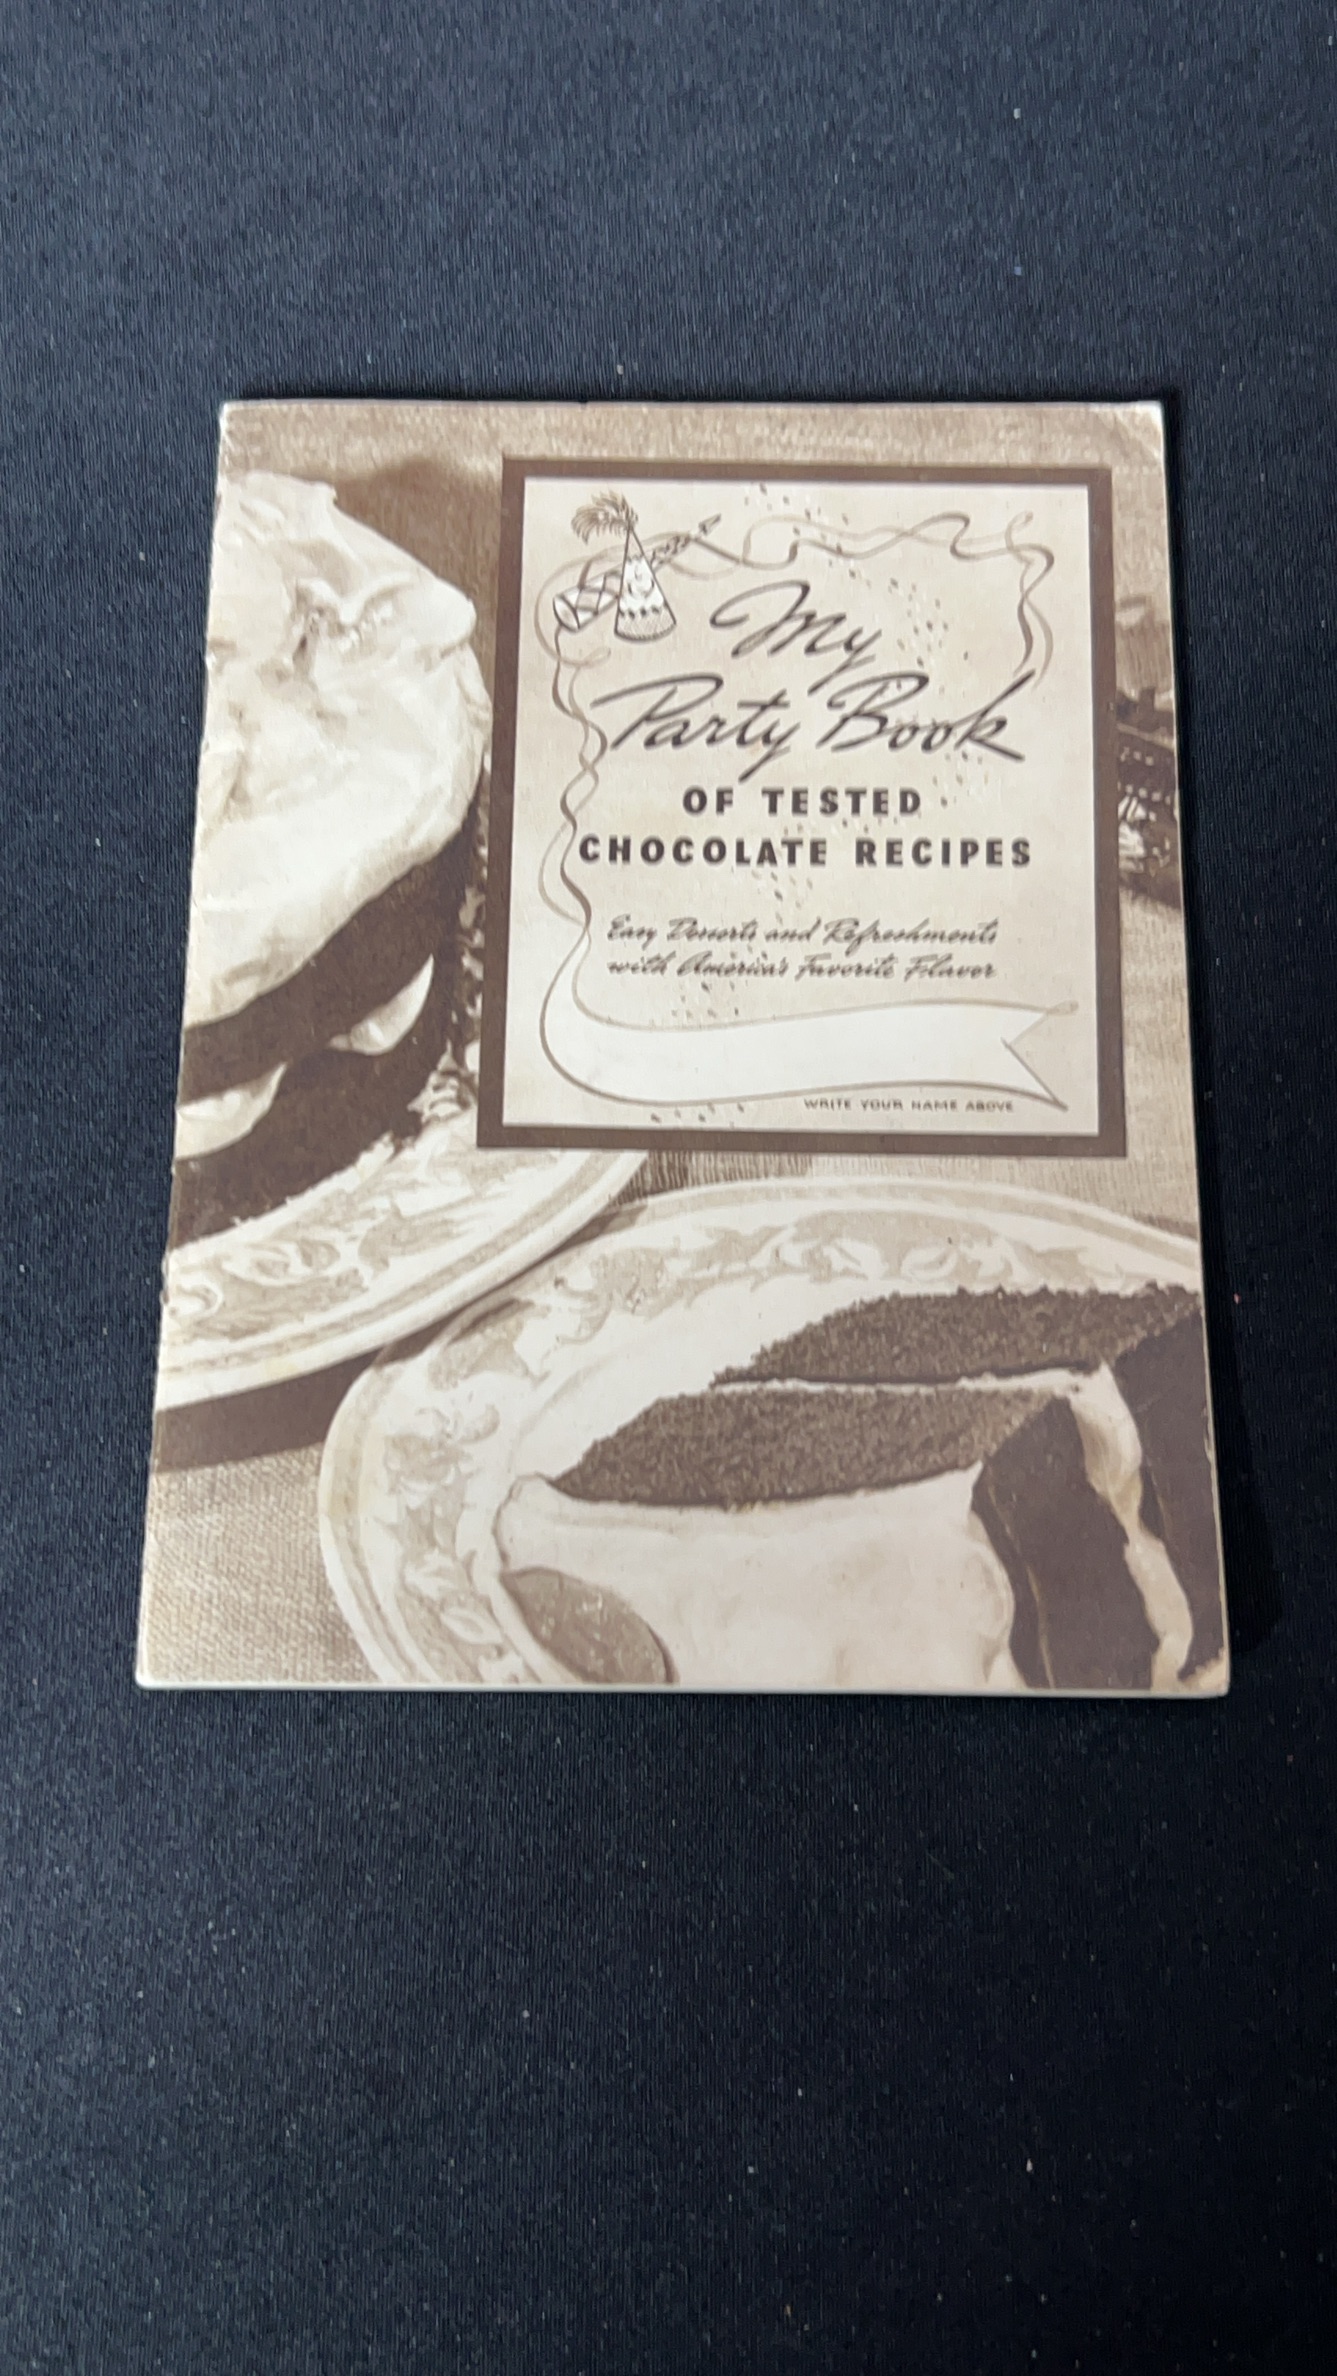 My
Party Book
OF TESTED
CHOCOLATE RECIPES
Easy Desserts and Refreshments
with America's Favorite Flavor
WRITE YOUR NAME ABOVE